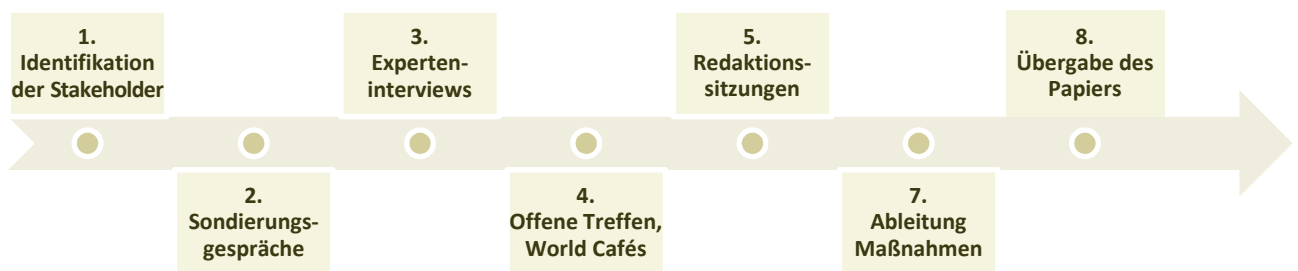 1.
Identifikation
der Stakeholder
2.
Sondierungs-
gespräche
3.
Experten-
interviews
4.
Offene Treffen,
World Cafés
5.
Redaktions-
sitzungen
7.
Ableitung
Maßnahmen
8.
Übergabe des
Papiers